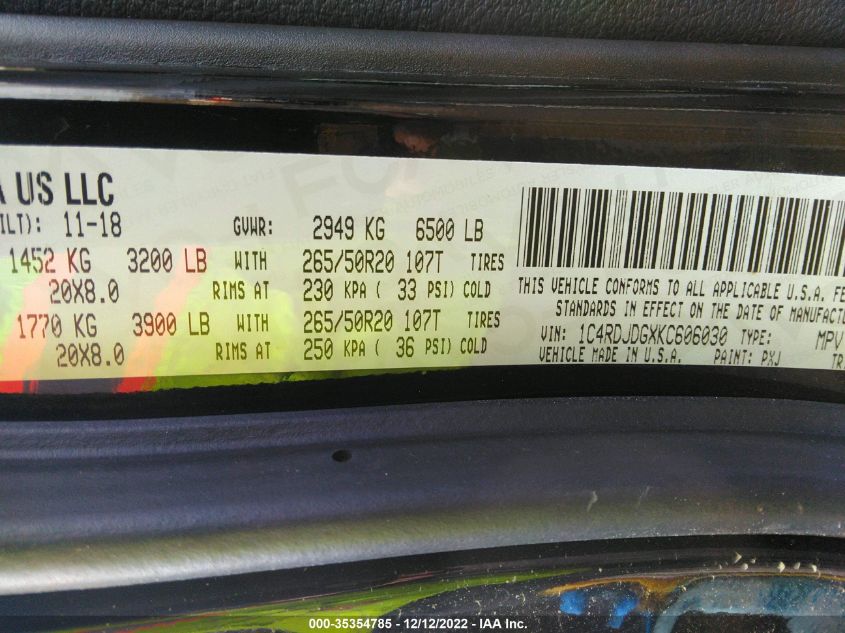 A US LLC
ILT): 11-18 GVWR: 2949 KG 6500 LB
1452 KG 3200 LB WITH 265/50R20 107T TIRES
20X8.0 RIMS AT 230 KPA ( 33 PSI) COLD
1770 KG 3900 LB WITH 265/50R20 107T TIRES
20X8.0 RIMS AT 250 KPA ( 36 PSI) COLD
THIS VEHICLE CONFORMS TO ALL APPLICABLE U.S.A. FE
STANDARDS IN EFFECT ON THE DATE OF MANUFACTU
VIN: 1C4RDJDGXKC606030 TYPE: MPV
VEHICLE MADE IN U.S.A. PAINT: PXJ TR
000-35354785 - 12/12/2022 - IAA Inc.